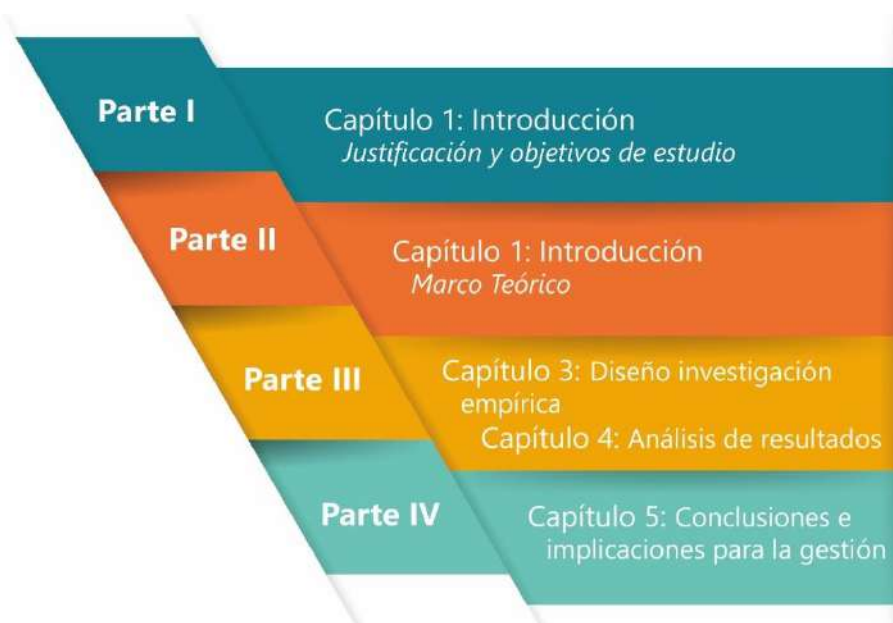 Parte I
Capítulo 1: Introducción
Justificación y objetivos de estudio
Parte II
Capítulo 1: Introducción
Marco Teórico
Parte III
Capítulo 3: Diseño investigación
empírica
Capítulo 4: Análisis de resultados
Parte IV
Capítulo 5: Conclusiones e
implicaciones para la gestión